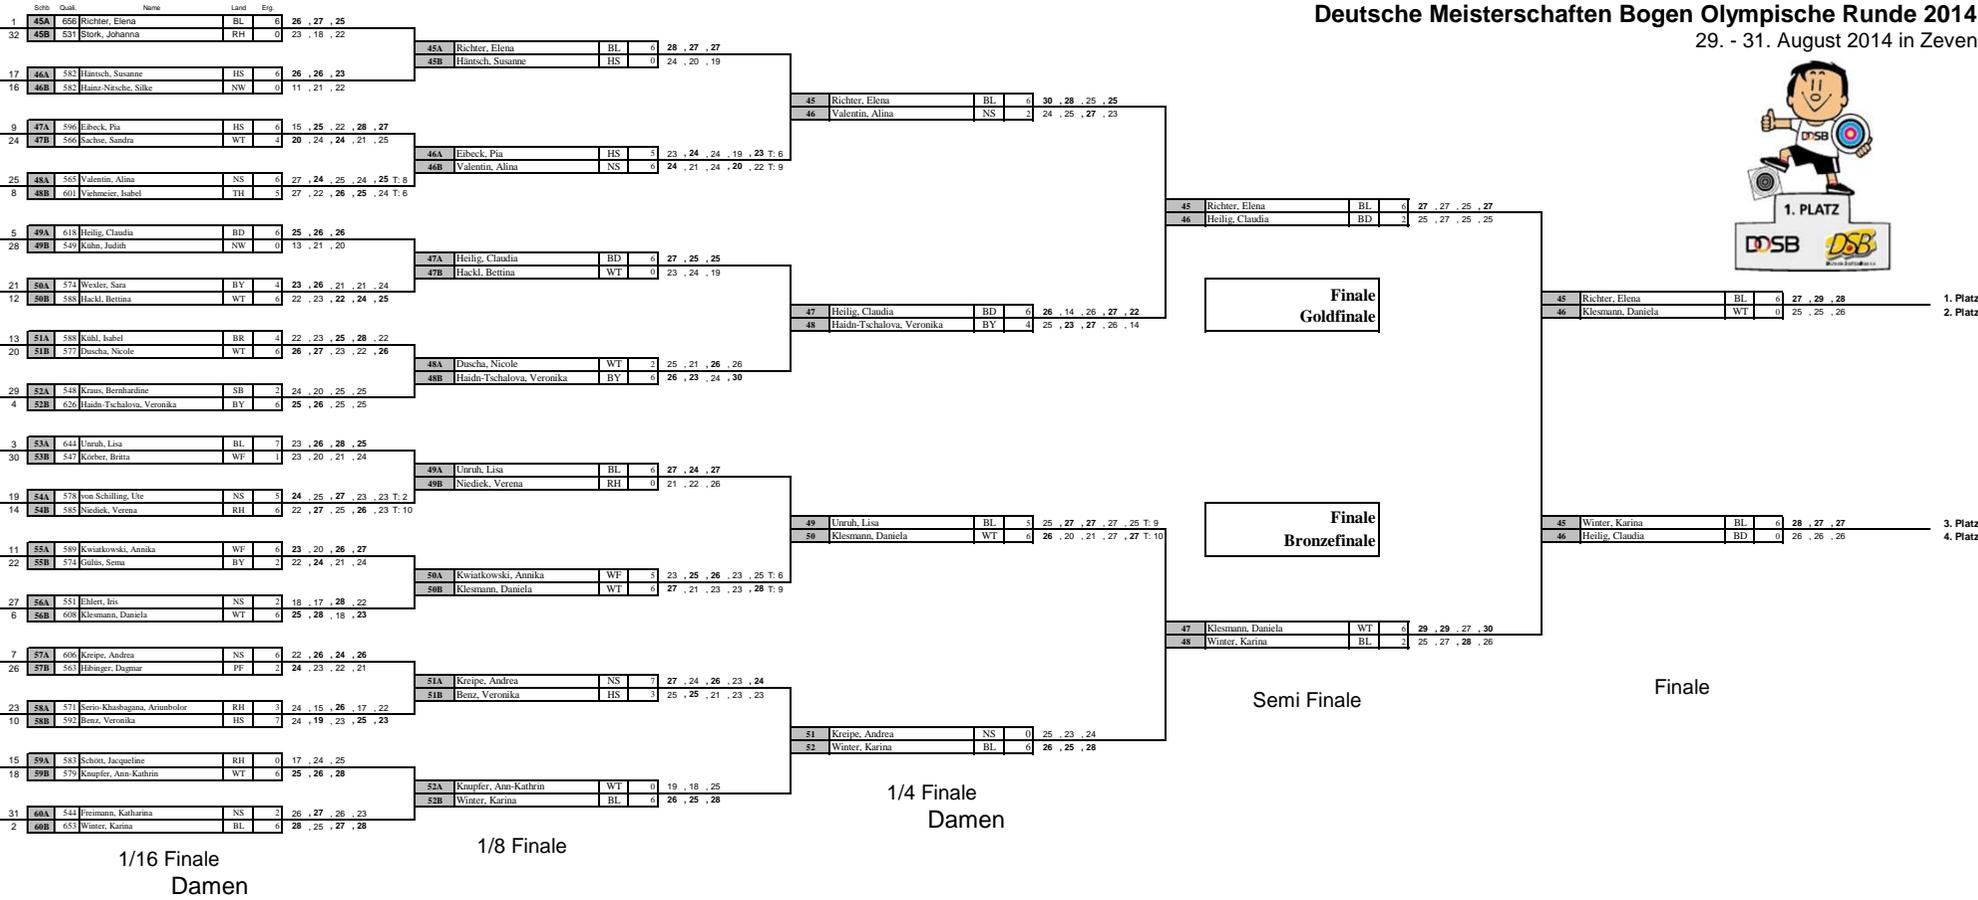 Deutsche Meisterschaften Bogen Olympische Runde 2014
29. - 31. August 2014 in Zeven
Schb Quali. Name Land Erg.
1 45A 656 Richter, Elena BL 6 26 , 27 , 25
32 45B 531 Stork, Johanna RH 0 23 , 18 , 22
17 46A 582 Häntsch, Susanne HS 6 26 , 26 , 23
16 46B 582 Hainz-Nitsche, Silke NW 0 11 , 21 , 22
9 47A 596 Eibeck, Pia HS 6 15 , 25 , 22 , 28 , 27
24 47B 566 Sachse, Sandra WT 4 20 , 24 , 24 , 21 , 25
25 48A 565 Valentin, Alina NS 6 27 , 24 , 25 , 24 , 25 T: 8
8 48B 601 Viehmeier, Isabel TH 5 27 , 22 , 26 , 25 , 24 T: 6
5 49A 618 Heilig, Claudia BD 6 25 , 26 , 26
28 49B 549 Kühn, Judith NW 0 13 , 21 , 20
21 50A 574 Wexler, Sara BY 4 23 , 26 , 21 , 21 , 24
12 50B 588 Hackl, Bettina WT 6 22 , 23 , 22 , 24 , 25
13 51A 588 Kühl, Isabel BR 4 22 , 23 , 25 , 28 , 22
20 51B 577 Duscha, Nicole WT 6 26 , 27 , 23 , 22 , 26
29 52A 548 Kraus, Bernhardine SB 2 24 , 20 , 25 , 25
4 52B 626 Haidn-Tschalova, Veronika BY 6 25 , 26 , 25 , 25
3 53A 644 Unruh, Lisa BL 7 23 , 26 , 28 , 25
30 53B 547 Körber, Britta WF 1 23 , 20 , 21 , 24
19 54A 578 von Schilling, Ute NS 5 24 , 25 , 27 , 23 , 23 T: 2
14 54B 585 Niediek, Verena RH 6 22 , 27 , 25 , 26 , 23 T: 10
11 55A 589 Kwiatkowski, Annika WF 6 23 , 20 , 26 , 27
22 55B 574 Gülüs, Sema BY 2 22 , 24 , 21 , 24
27 56A 551 Ehlert, Iris NS 2 18 , 17 , 28 , 22
6 56B 608 Klesmann, Daniela WT 6 25 , 28 , 18 , 23
7 57A 606 Kreipe, Andrea NS 6 22 , 26 , 24 , 26
26 57B 563 Hibinger, Dagmar PF 2 24 , 23 , 22 , 21
23 58A 571 Serio-Khasbagana, Ariunbolor RH 3 24 , 15 , 26 , 17 , 22
10 58B 592 Benz, Veronika HS 7 24 , 19 , 23 , 25 , 23
15 59A 583 Schött, Jacqueline RH 0 17 , 24 , 25
18 59B 579 Knupfer, Ann-Kathrin WT 6 25 , 26 , 28
31 60A 544 Freimann, Katharina NS 2 26 , 27 , 26 , 23
2 60B 653 Winter, Karina BL 6 28 , 25 , 27 , 28
1/16 Finale
Damen
45A Richter, Elena BL 6 28 , 27 , 27
45B Häntsch, Susanne HS 0 24 , 20 , 19
46A Eibeck, Pia HS 5 23 , 24 , 24 , 19 , 23 T: 6
46B Valentin, Alina NS 6 24 , 21 , 24 , 20 , 22 T: 9
47A Heilig, Claudia BD 6 27 , 25 , 25
47B Hackl, Bettina WT 0 23 , 24 , 19
48A Duscha, Nicole WT 2 25 , 21 , 26 , 26
48B Haidn-Tschalova, Veronika BY 6 26 , 23 , 24 , 30
49A Unruh, Lisa BL 6 27 , 24 , 27
49B Niediek, Verena RH 0 21 , 22 , 26
50A Kwiatkowski, Annika WF 5 23 , 25 , 26 , 23 , 25 T: 6
50B Klesmann, Daniela WT 6 27 , 21 , 23 , 23 , 28 T: 9
51A Kreipe, Andrea NS 7 27 , 24 , 26 , 23 , 24
51B Benz, Veronika HS 3 25 , 25 , 21 , 23 , 23
52A Knupfer, Ann-Kathrin WT 0 19 , 18 , 25
52B Winter, Karina BL 6 26 , 25 , 28
1/8 Finale
45 Richter, Elena BL 6 30 , 28 , 25 , 25
46 Valentin, Alina NS 2 24 , 25 , 27 , 23
47 Heilig, Claudia BD 6 26 , 14 , 26 , 27 , 22
48 Haidn-Tschalova, Veronika BY 4 25 , 23 , 27 , 26 , 14
49 Unruh, Lisa BL 5 25 , 27 , 27 , 27 , 25 T: 9
50 Klesmann, Daniela WT 6 26 , 20 , 21 , 27 , 27 T: 10
51 Kreipe, Andrea NS 0 25 , 23 , 24
52 Winter, Karina BL 6 26 , 25 , 28
1/4 Finale
Damen
45 Richter, Elena BL 6 27 , 27 , 25 , 27
46 Heilig, Claudia BD 2 25 , 27 , 25 , 25
47 Klesmann, Daniela WT 6 29 , 29 , 27 , 30
48 Winter, Karina BL 2 25 , 27 , 28 , 26
Semi Finale
Finale
Goldfinale
45 Richter, Elena BL 6 27 , 29 , 28 1. Platz
46 Klesmann, Daniela WT 0 25 , 25 , 26 2. Platz
Finale
Bronzefinale
45 Winter, Karina BL 6 28 , 27 , 27 3. Platz
46 Heilig, Claudia BD 0 26 , 26 , 26 4. Platz
Finale
DOSB
1. PLATZ
DOSB DSB